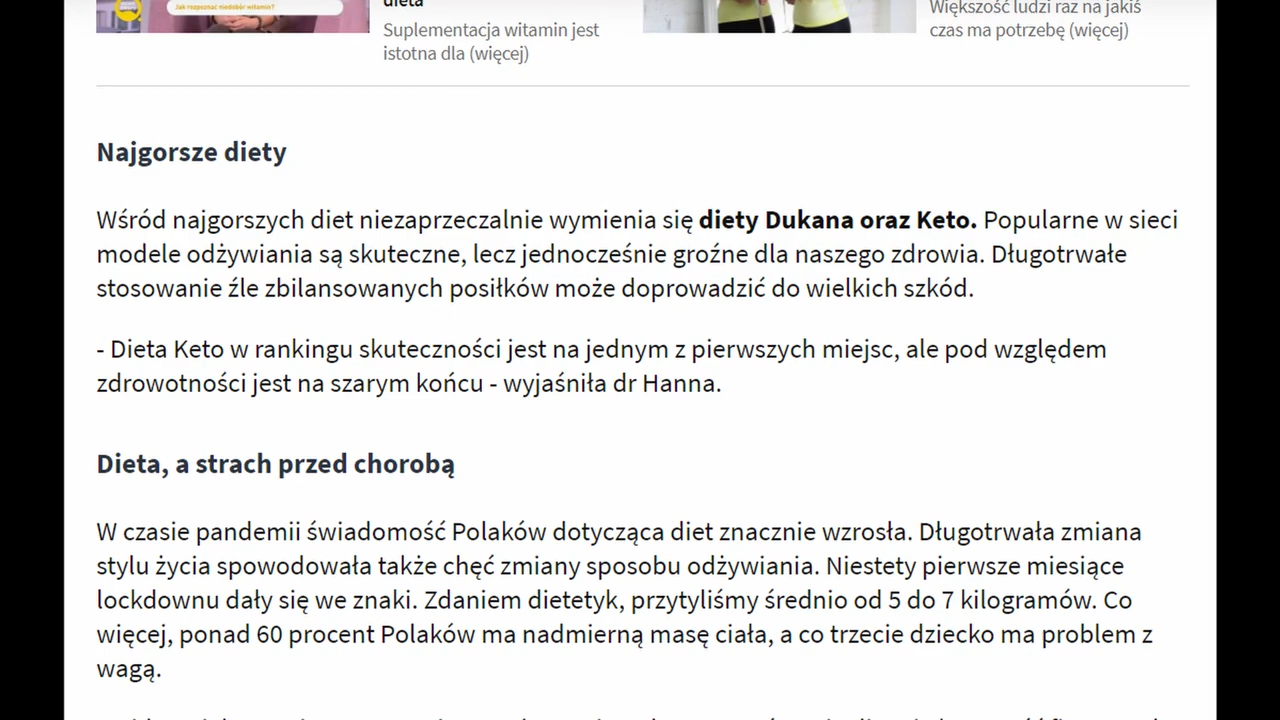 Jak rozpoznać niedobór witamin?
dieta
Suplementacja witamin jest
istotna dla (więcej)
Większość ludzi raz na jakiś
czas ma potrzebę (więcej)
Najgorsze diety
Wśród najgorszych diet niezaprzeczalnie wymienia się diety Dukana oraz Keto. Popularne w sieci
modele odżywiania są skuteczne, lecz jednocześnie groźne dla naszego zdrowia. Długotrwałe
stosowanie źle zbilansowanych posiłków może doprowadzić do wielkich szkód.
- Dieta Keto w rankingu skuteczności jest na jednym z pierwszych miejsc, ale pod względem
zdrowotności jest na szarym końcu - wyjaśniła dr Hanna.
Dieta, a strach przed chorobą
W czasie pandemii świadomość Polaków dotycząca diet znacznie wzrosła. Długotrwała zmiana
stylu życia spowodowała także chęć zmiany sposobu odżywiania. Niestety pierwsze miesiące
lockdownu dały się we znaki. Zdaniem dietetyk, przytyliśmy średnio od 5 do 7 kilogramów. Co
więcej, ponad 60 procent Polaków ma nadmierną masę ciała, a co trzecie dziecko ma problem z
wagą.